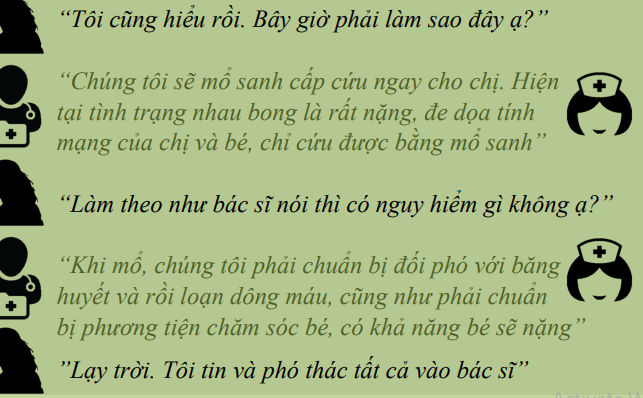 “Tôi cũng hiểu rồi. Bây giờ phải làm sao đây ạ?”
“Chúng tôi sẽ mổ sanh cấp cứu ngay cho chị. Hiện
tại tình trạng nhau bong là rất nặng, đe dọa tính
mạng của chị và bé, chỉ cứu được bằng mổ sanh”
“Làm theo như bác sĩ nói thì có nguy hiểm gì không ạ?”
“Khi mổ, chúng tôi phải chuẩn bị đối phó với băng
huyết và rồi loạn dông máu, cũng như phải chuẩn
bị phương tiện chăm sóc bé, có khả năng bé sẽ nặng”
”Lạy trời. Tôi tin và phó thác tất cả vào bác sĩ”